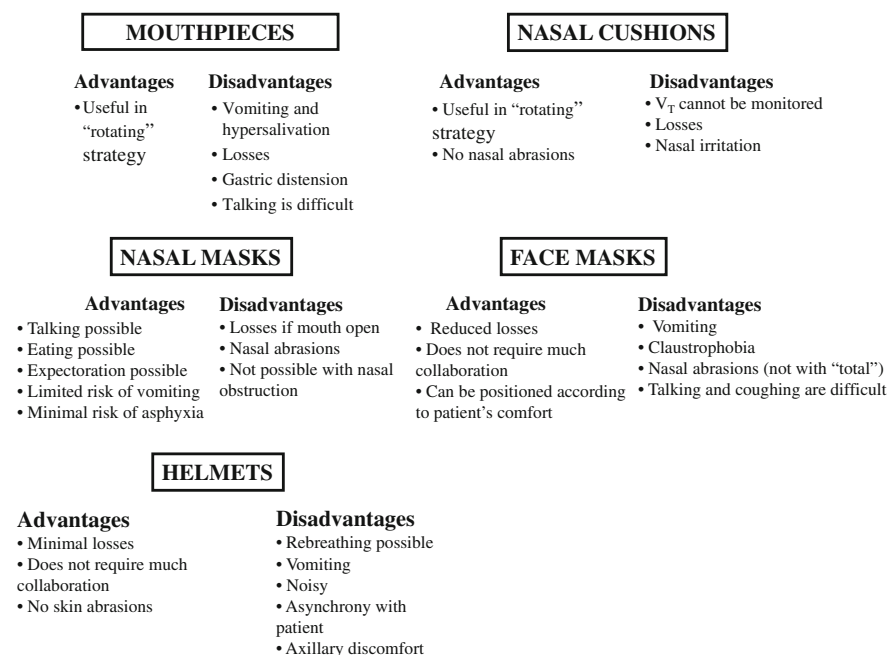 MOUTHPIECES
Advantages
• Useful in
“rotating”
strategy
Disadvantages
• Vomiting and
hypersalivation
• Losses
• Gastric distension
• Talking is difficult
NASAL CUSHIONS
Advantages
• Useful in “rotating”
strategy
• No nasal abrasions
Disadvantages
• VT cannot be monitored
• Losses
• Nasal irritation
NASAL MASKS
Advantages
• Talking possible
• Eating possible
• Expectoration possible
• Limited risk of vomiting
• Minimal risk of asphyxia
Disadvantages
• Losses if mouth open
• Nasal abrasions
• Not possible with nasal
obstruction
FACE MASKS
Advantages
• Reduced losses
• Does not require much
collaboration
• Can be positioned according
to patient’s comfort
Disadvantages
• Vomiting
• Claustrophobia
• Nasal abrasions (not with “total”)
• Talking and coughing are difficult
HELMETS
Advantages
• Minimal losses
• Does not require much
collaboration
• No skin abrasions
Disadvantages
• Rebreathing possible
• Vomiting
• Noisy
• Asynchrony with
patient
• Axillary discomfort